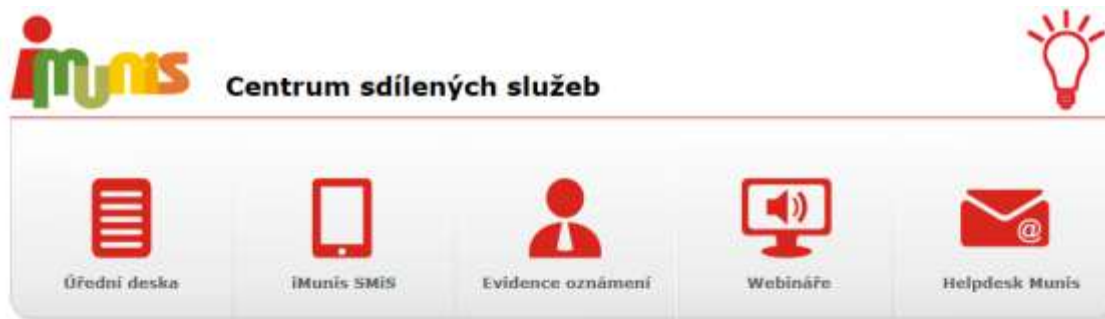 iMunis
Centrum sdílených služeb
@
Úřední deska
iMunis SMiS
Evidence oznámení
Webináře
Helpdesk Munis